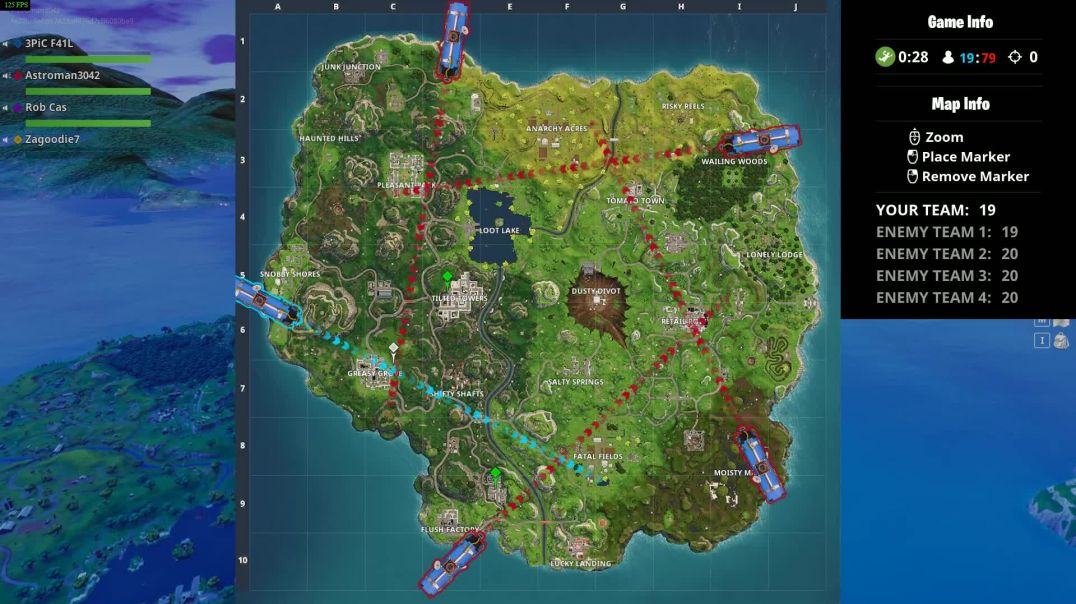 125 FPS
3PiC F41L
Astroman3042
Rob Cas
Zagoodie7
A B C D E F G H I J
1
2
3
4
5
6
7
8
9
10
JUNK JUNCTION
RISKY REELS
ANARCHY ACRES
HAUNTED HILLS
WAILING WOODS
PLEASANT PARK
TOMATO TOWN
LOOT LAKE
LONELY LODGE
SNOBBY SHORES
TILTED TOWERS
DUSTY DIVOT
RETAIL RO
GREASY GROVE
SALTY SPRINGS
SHIFTY SHAFTS
FATAL FIELDS
MOISTY M
FLUSH FACTORY
LUCKY LANDING
Game Info
0:28 19:79 0
Map Info
Zoom
Place Marker
Remove Marker
YOUR TEAM: 19
ENEMY TEAM 1: 19
ENEMY TEAM 2: 20
ENEMY TEAM 3: 20
ENEMY TEAM 4: 20
M
I